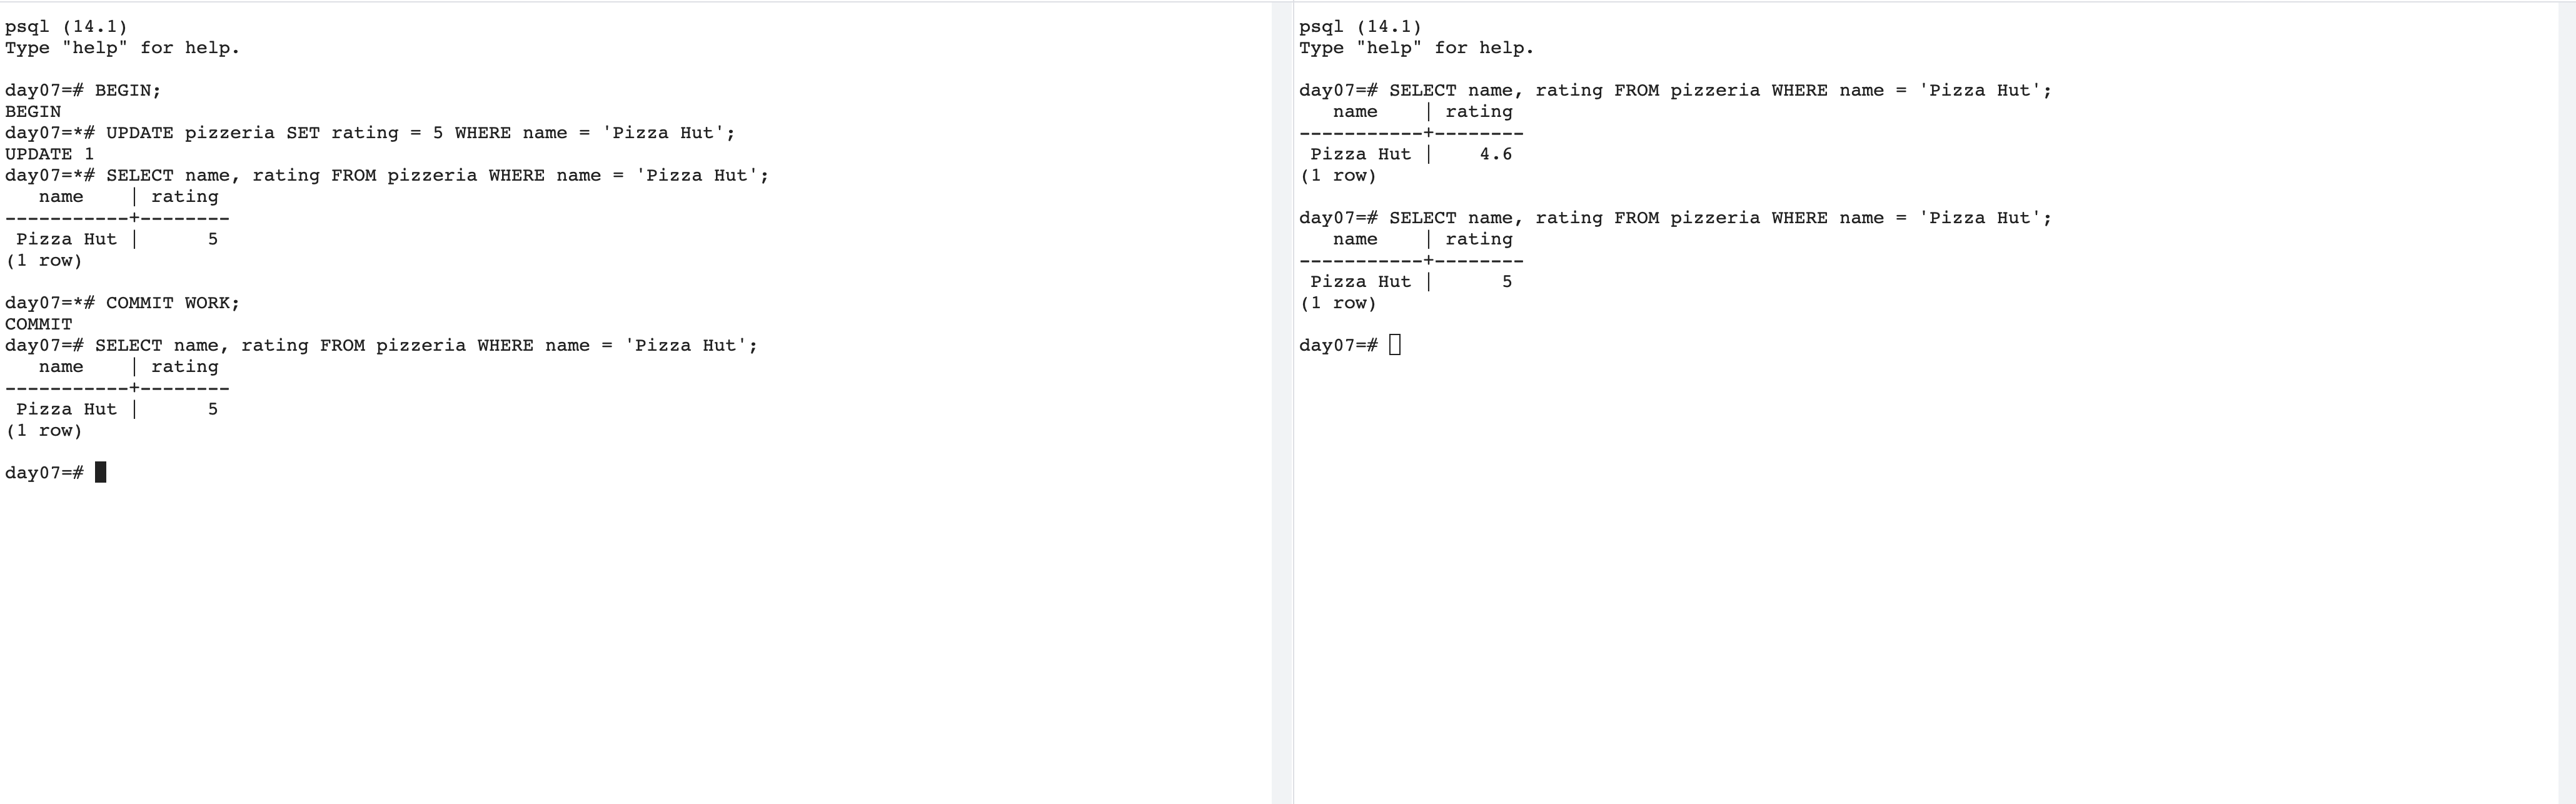 psql (14.1)
Type "help" for help.
day07=# BEGIN;
BEGIN
day07=*# UPDATE pizzeria SET rating = 5 WHERE name = 'Pizza Hut';
UPDATE 1
day07=*# SELECT name, rating FROM pizzeria WHERE name = 'Pizza Hut';
   name    | rating
-----------+--------
 Pizza Hut |      5
(1 row)
day07=*# COMMIT WORK;
COMMIT
day07=# SELECT name, rating FROM pizzeria WHERE name = 'Pizza Hut';
   name    | rating
-----------+--------
 Pizza Hut |      5
(1 row)
day07=#
psql (14.1)
Type "help" for help.
day07=# SELECT name, rating FROM pizzeria WHERE name = 'Pizza Hut';
   name    | rating
-----------+--------
 Pizza Hut |    4.6
(1 row)
day07=# SELECT name, rating FROM pizzeria WHERE name = 'Pizza Hut';
   name    | rating
-----------+--------
 Pizza Hut |      5
(1 row)
day07=#